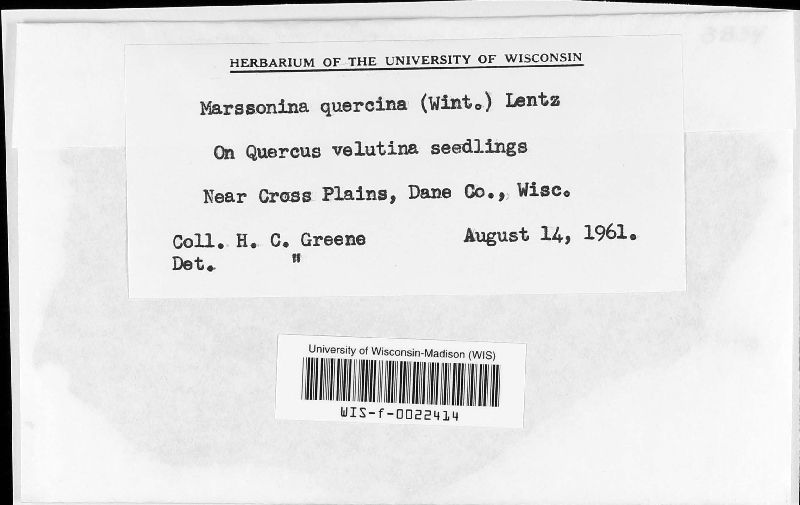 HERBARIUM OF THE UNIVERSITY OF WISCONSIN
Marssonina quercina (Wint.) Lentz
On Quercus velutina seedlings
Near Cross Plains, Dane Co., Wisc.
Coll. H. C. Greene August 14, 1961.
Det. "
University of Wisconsin-Madison (WIS)
WIS-f-0022414